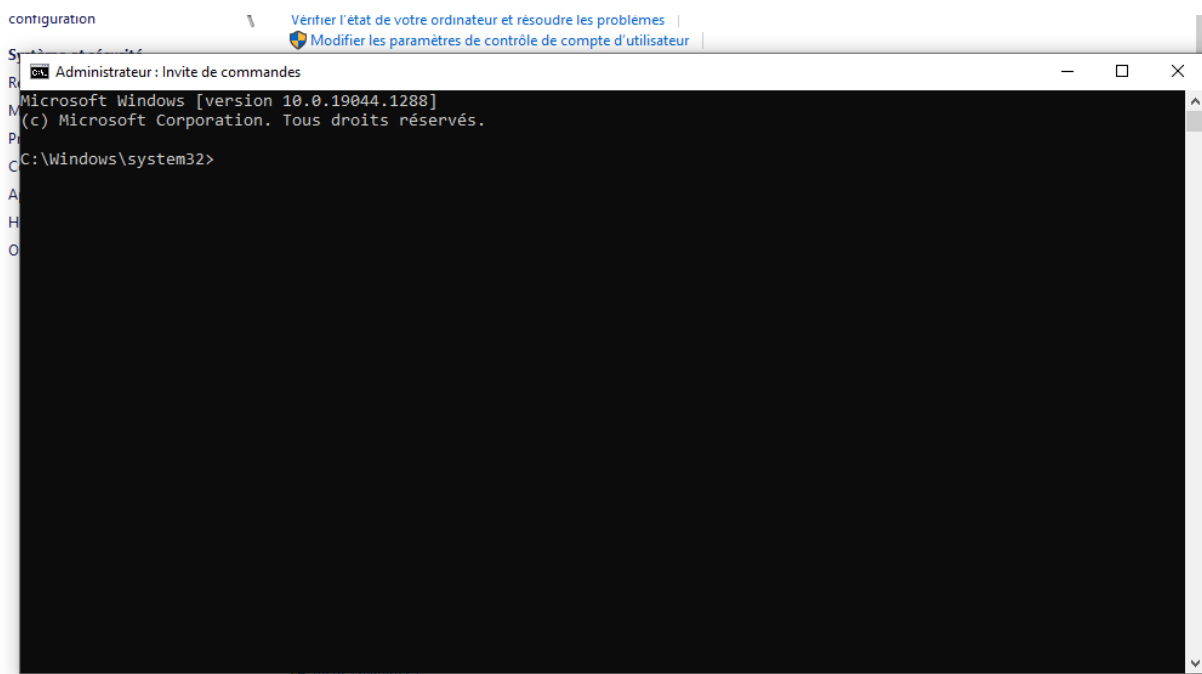 configuration
Vérifier l'état de votre ordinateur et résoudre les problèmes
Modifier les paramètres de contrôle de compte d'utilisateur
Administrateur : Invite de commandes
Microsoft Windows [version 10.0.19044.1288]
(c) Microsoft Corporation. Tous droits réservés.
C:\Windows\system32>